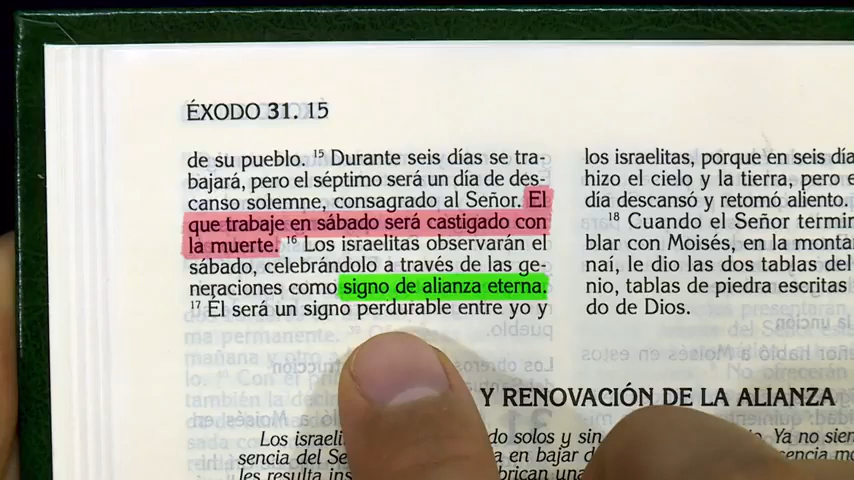 ÉXODO 31. 15
de su pueblo. 15 Durante seis días se tra-
bajará, pero el séptimo será un día de des-
canso solemne, consagrado al Señor. El
que trabaje en sábado será castigado con
la muerte. 16 Los israelitas observarán el
sábado, celebrándolo a través de las ge-
neraciones como signo de alianza eterna.
17 Él será un signo perdurable entre yo y
los israelitas, porque en seis día
hizo el cielo y la tierra, pero e
día descansó y retomó aliento.
18 Cuando el Señor termin
blar con Moisés, en la monta
naí, le dio las dos tablas del
nio, tablas de piedra escritas
do de Dios.
Y RENOVACIÓN DE LA ALIANZA
Los israeli do solos y sin Ya no sien
sencia del Se a en bajar d
les resulta ins brican una